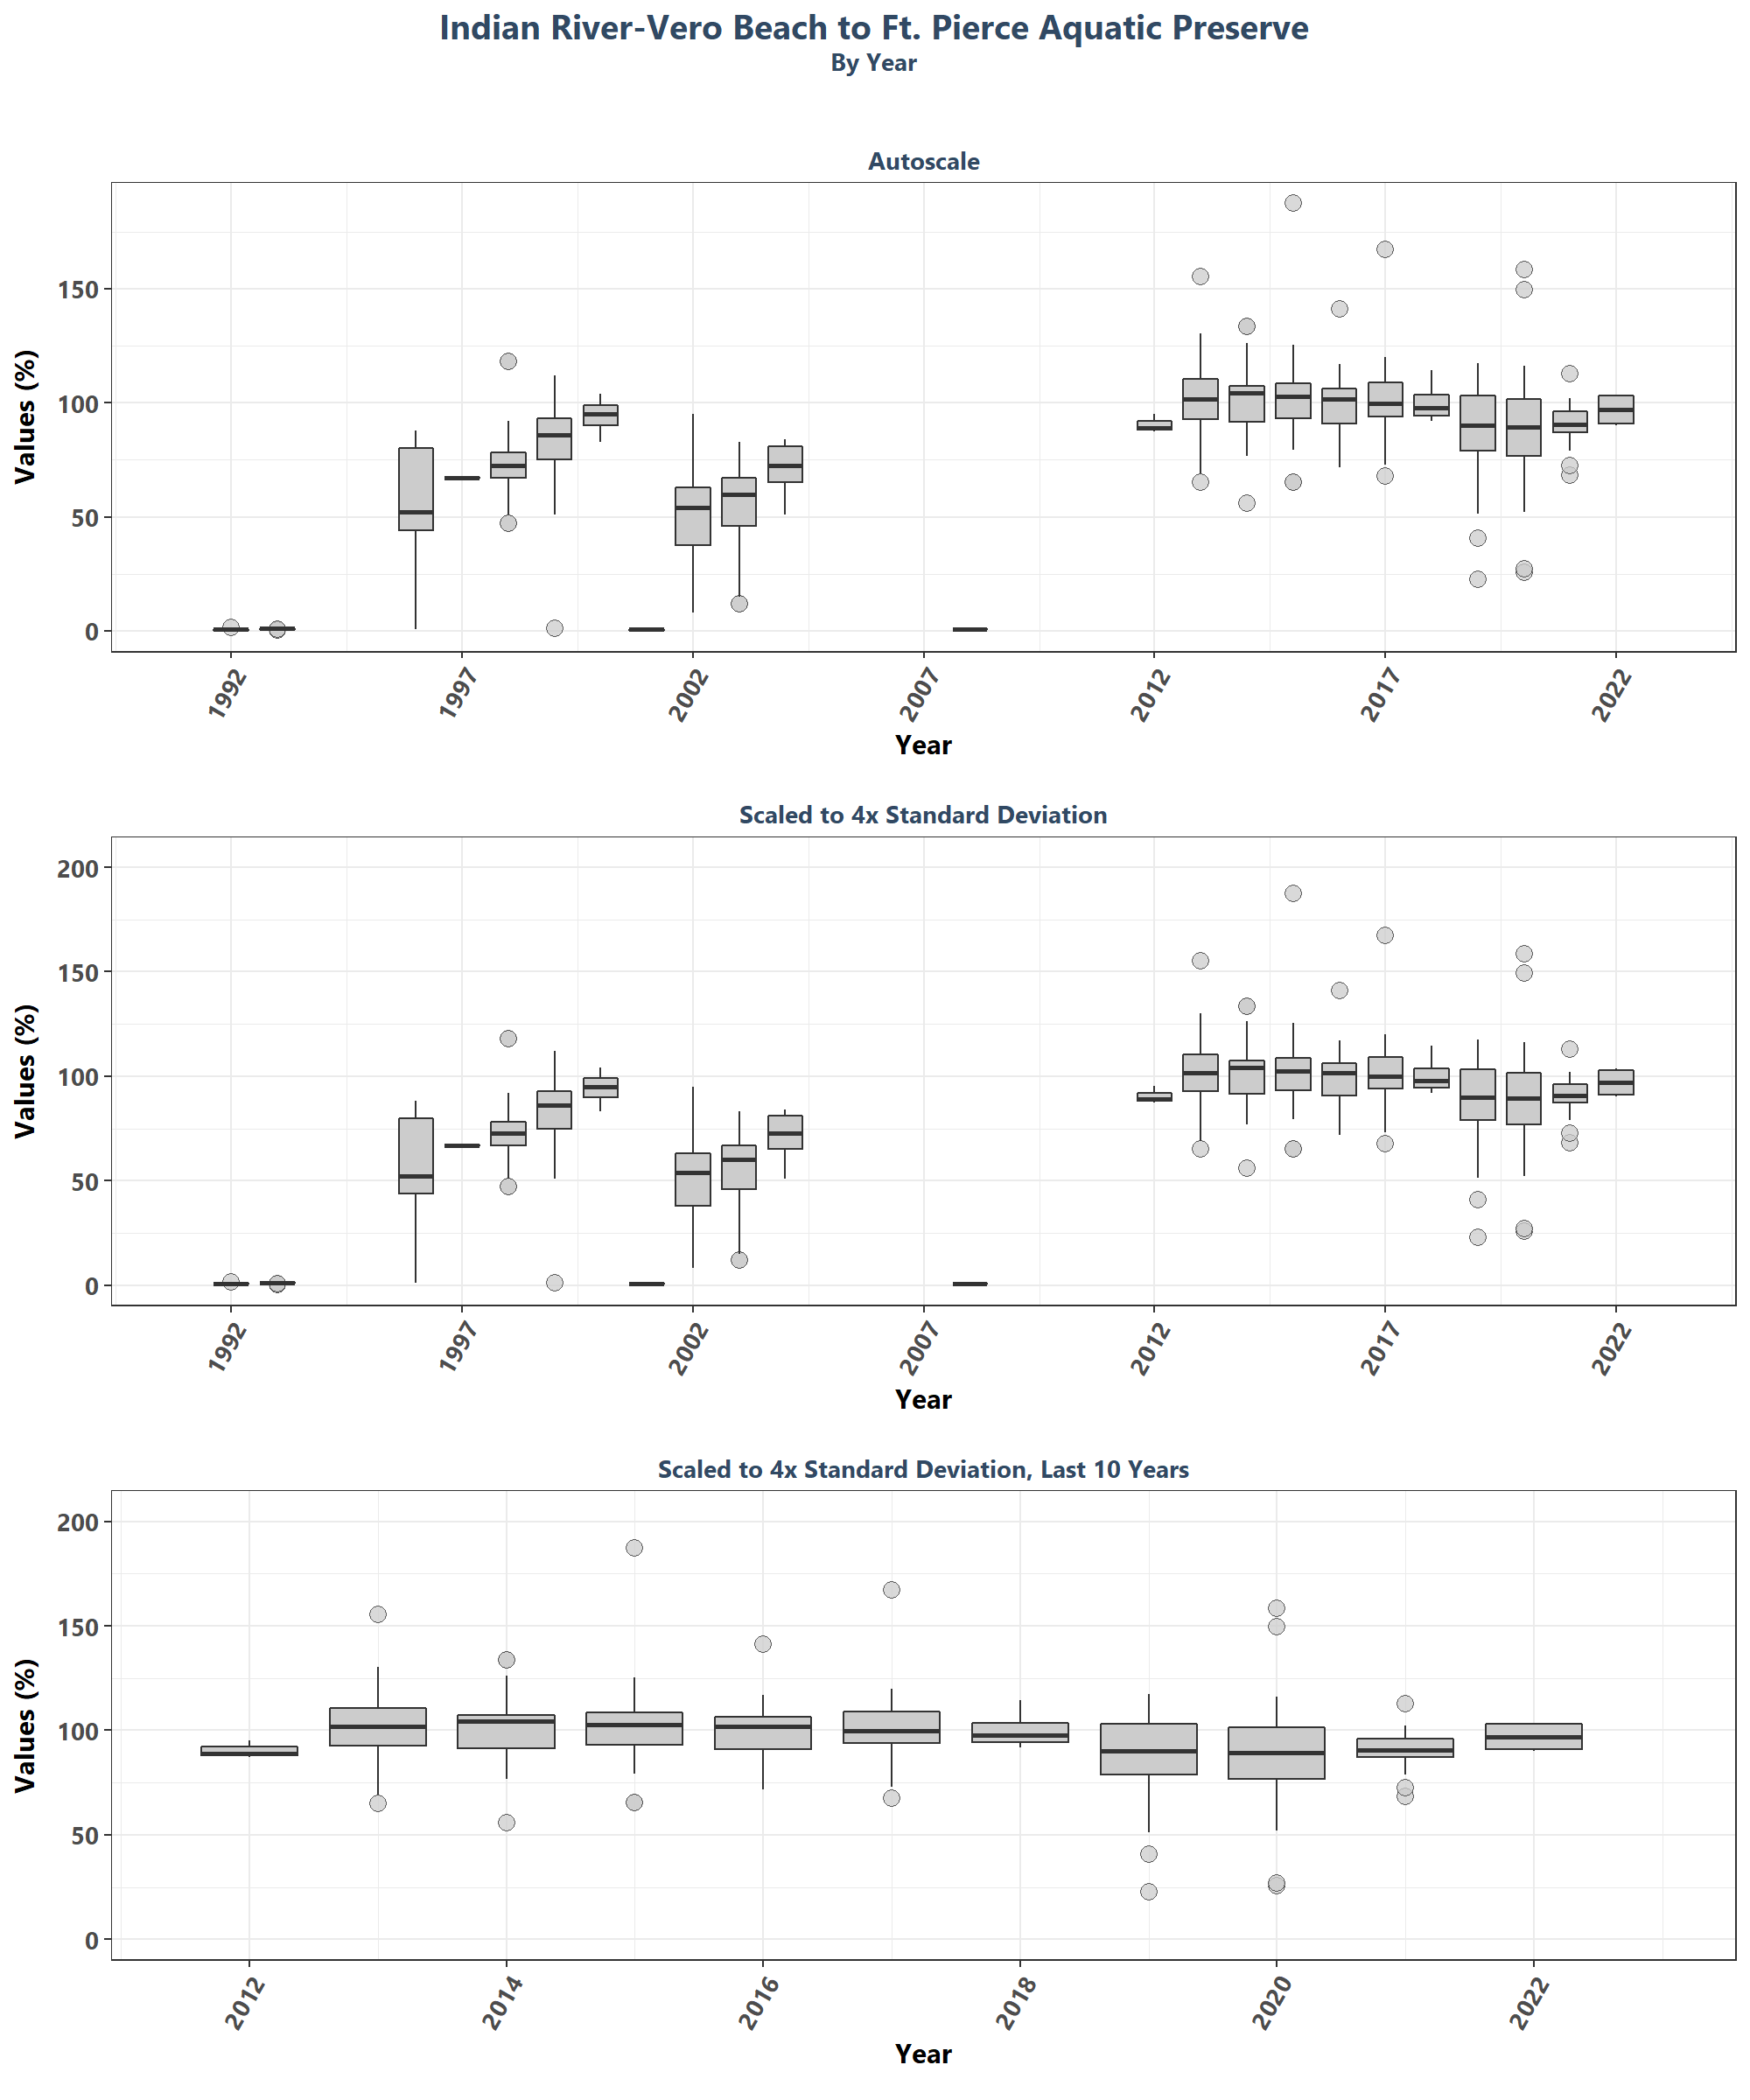 Indian River-Vero Beach to Ft. Pierce Aquatic Preserve
By Year
Autoscale
Values (%)
150
100
50
0
1992 1997 2002 2007 2012 2017 2022
Year
Scaled to 4x Standard Deviation
Values (%)
200
150
100
50
0
1992 1997 2002 2007 2012 2017 2022
Year
Scaled to 4x Standard Deviation, Last 10 Years
Values (%)
200
150
100
50
0
2012 2014 2016 2018 2020 2022
Year